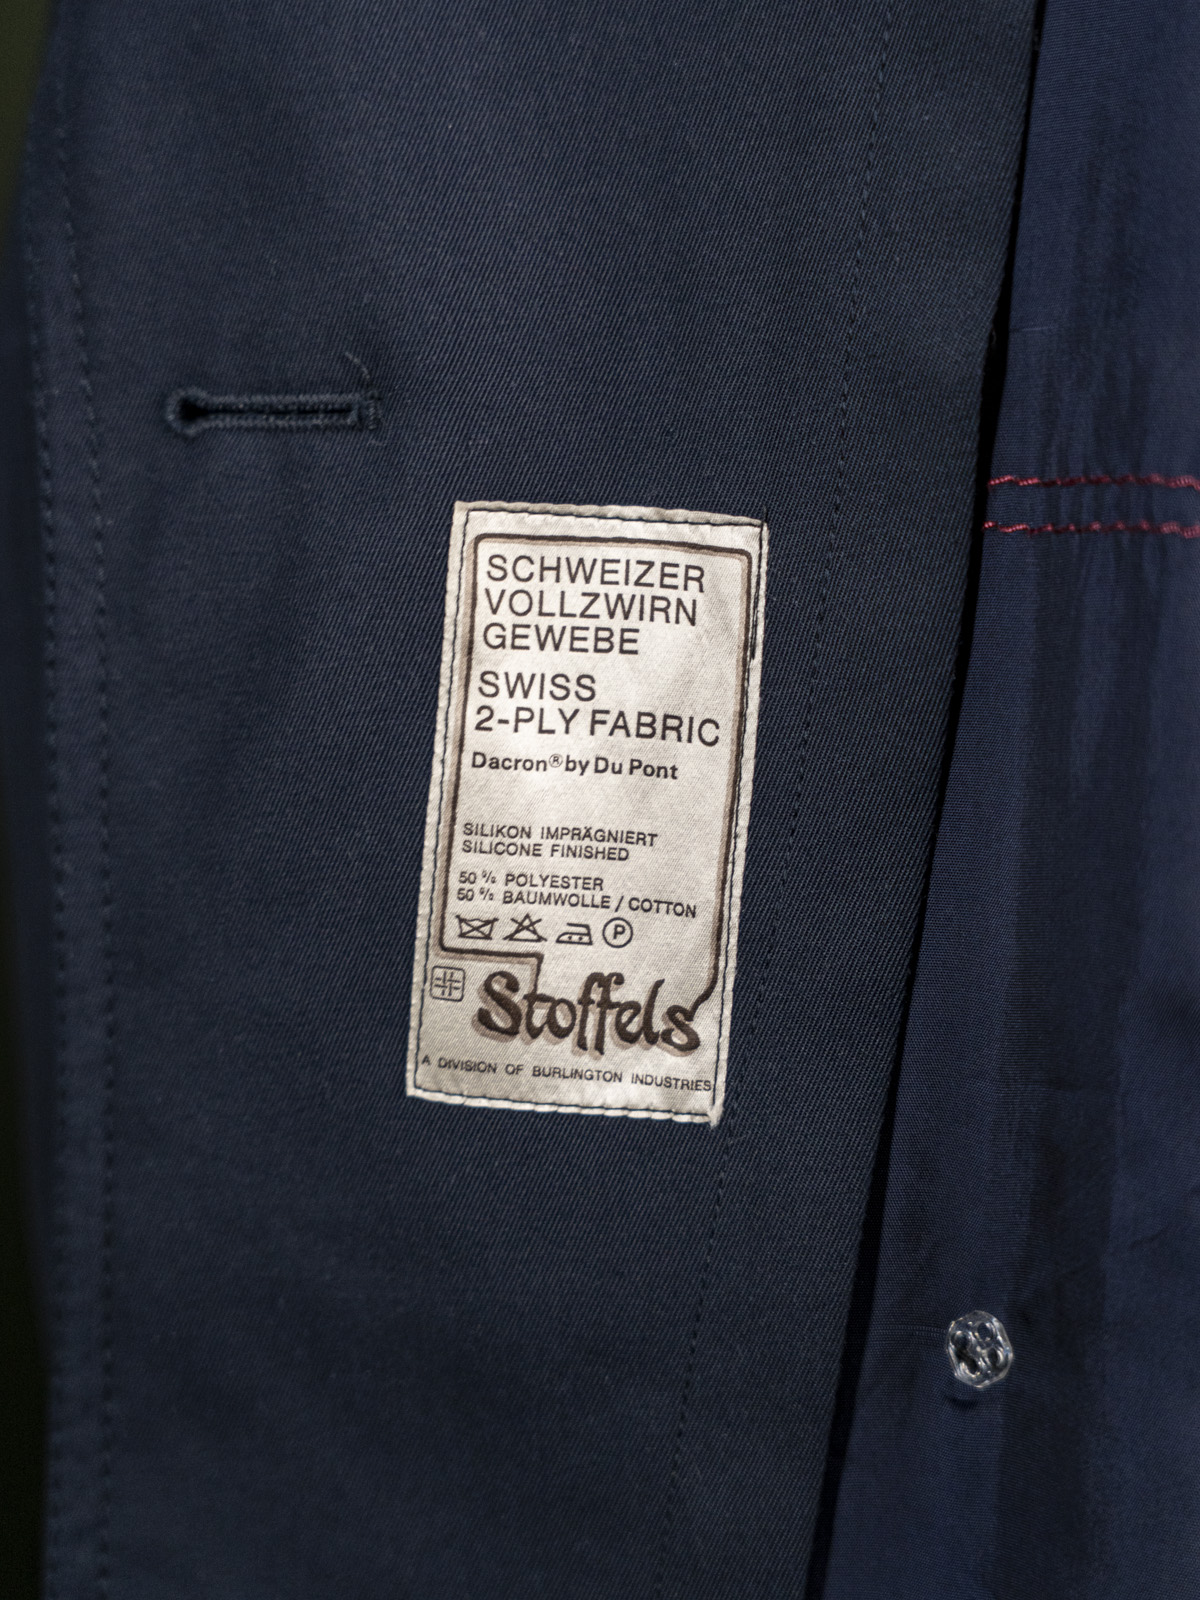 SCHWEIZER
VOLLZWIRN
GEWEBE
SWISS
2-PLY FABRIC
Dacron® by Du Pont
SILIKON IMPRÄGNIERT
SILICONE FINISHED
50 % POLYESTER
50 % BAUMWOLLE / COTTON
P
Stoffels
A DIVISION OF BURLINGTON INDUSTRIES